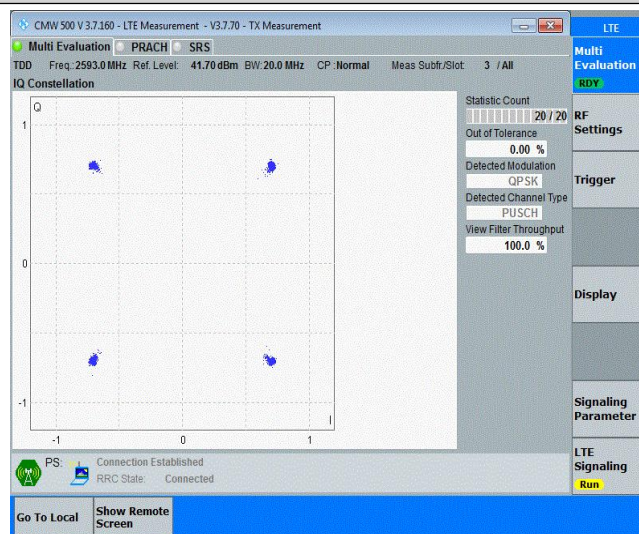 CMW 500 V 3.7.160 - LTE Measurement - V3.7.70 - TX Measurement
LTE
Multi Evaluation PRACH SRS
TDD Freq.:2593.0 MHz Ref. Level: 41.70 dBm BW:20.0 MHz CP :Normal Meas Subfr./Slot: 3 / All
IQ Constellation
Q
1
0
-1
-1 0 1
I
Statistic Count
20 / 20
Out of Tolerance
0.00 %
Detected Modulation
QPSK
Detected Channel Type
PUSCH
View Filter Throughput
100.0 %
Multi
Evaluation
RDY
RF
Settings
Trigger
Display
Signaling
Parameter
LTE
Signaling
Run
PS: Connection Established
RRC State: Connected
Go To Local
Show Remote
Screen